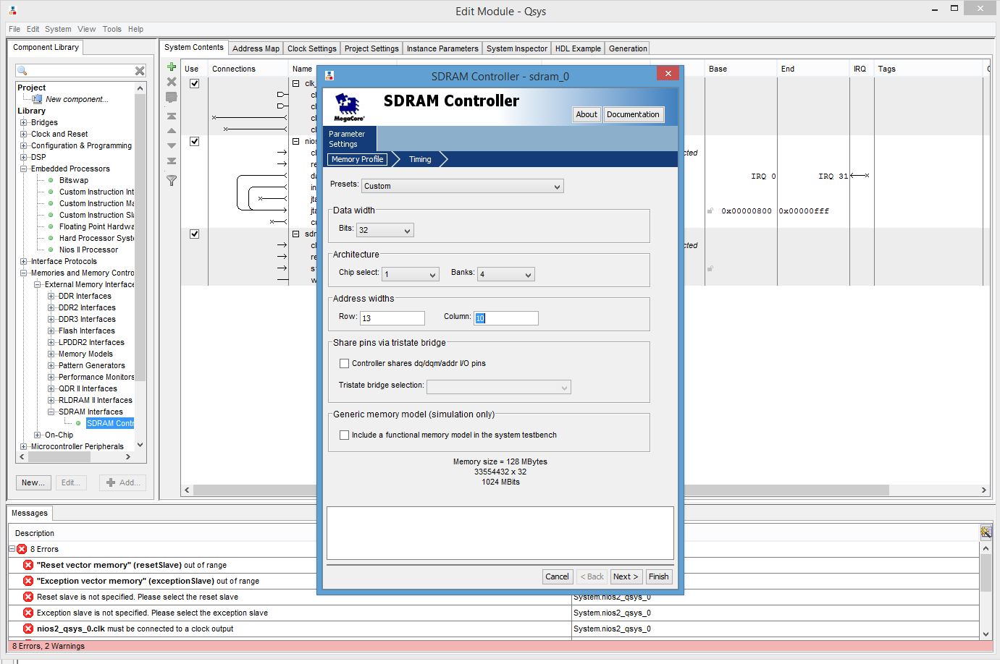 Edit Module - Qsys
File Edit System View Tools Help
Component Library
Project
New component...
Library
Bridges
Clock and Reset
Configuration & Programming
DSP
Embedded Processors
Bitswap
Custom Instruction Int
Custom Instruction Ma
Custom Instruction Sla
Floating Point Hardwa
Hard Processor Syste
Nios II Processor
Interface Protocols
Memories and Memory Contro
External Memory Interface
DDR Interfaces
DDR2 Interfaces
DDR3 Interfaces
Flash Interfaces
LPDDR2 Interfaces
Memory Models
Pattern Generators
Performance Monitors
QDR II Interfaces
RLDRAM II Interfaces
SDRAM Interfaces
SDRAM Contr
On-Chip
Microcontroller Peripherals
New... Edit... Add...
System Contents Address Map Clock Settings Project Settings Instance Parameters System Inspector HDL Example Generation
Use Connections Name Base End IRQ Tags
clk_
nios
cted
IRQ 0 IRQ 31
0x00000800 0x00000fff
sdr
cted
SDRAM Controller - sdram_0
MegaCore®
SDRAM Controller
About Documentation
Parameter
Settings
Memory Profile Timing
Presets: Custom
Data width
Bits: 32
Architecture
Chip select: 1 Banks: 4
Address widths
Row: 13 Column: 10
Share pins via tristate bridge
Controller shares dq/dqm/addr I/O pins
Tristate bridge selection:
Generic memory model (simulation only)
Include a functional memory model in the system testbench
Memory size = 128 MBytes
33554432 x 32
1024 MBits
Cancel < Back Next > Finish
Messages
Description
8 Errors
"Reset vector memory" (resetSlave) out of range
"Exception vector memory" (exceptionSlave) out of range
Reset slave is not specified. Please select the reset slave System.nios2_qsys_0
Exception slave is not specified. Please select the exception slave System.nios2_qsys_0
nios2_qsys_0.clk must be connected to a clock output System.nios2_qsys_0
8 Errors, 2 Warnings